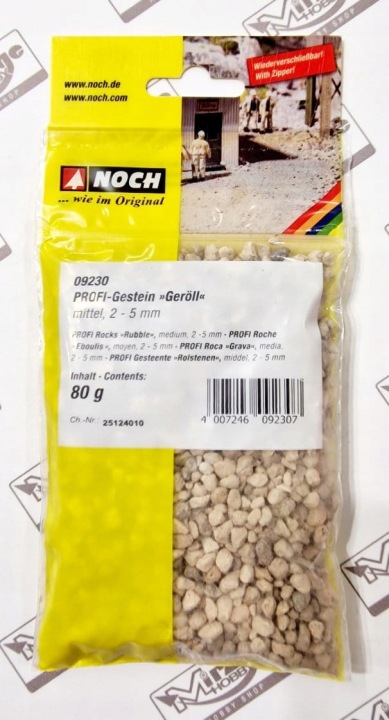 www.noch.de
www.noch.com
Wiederverschließbar!
With Zipper!
NOCH
... wie im Original
09230
PROFI-Gestein »Geröll«
mittel, 2 - 5 mm
PROFI Rocks »Rubble«, medium, 2 -5 mm - PROFI Roche
»Eboulis«, moyen, 2 - 5 mm - PROFI Roca »Grava«, media,
2 - 5 mm - PROFI Gesteente »Rolstenen«, middel, 2 - 5 mm
Inhalt - Contents:
80 g
Ch.-Nr.: 25124010
4 007246 092307